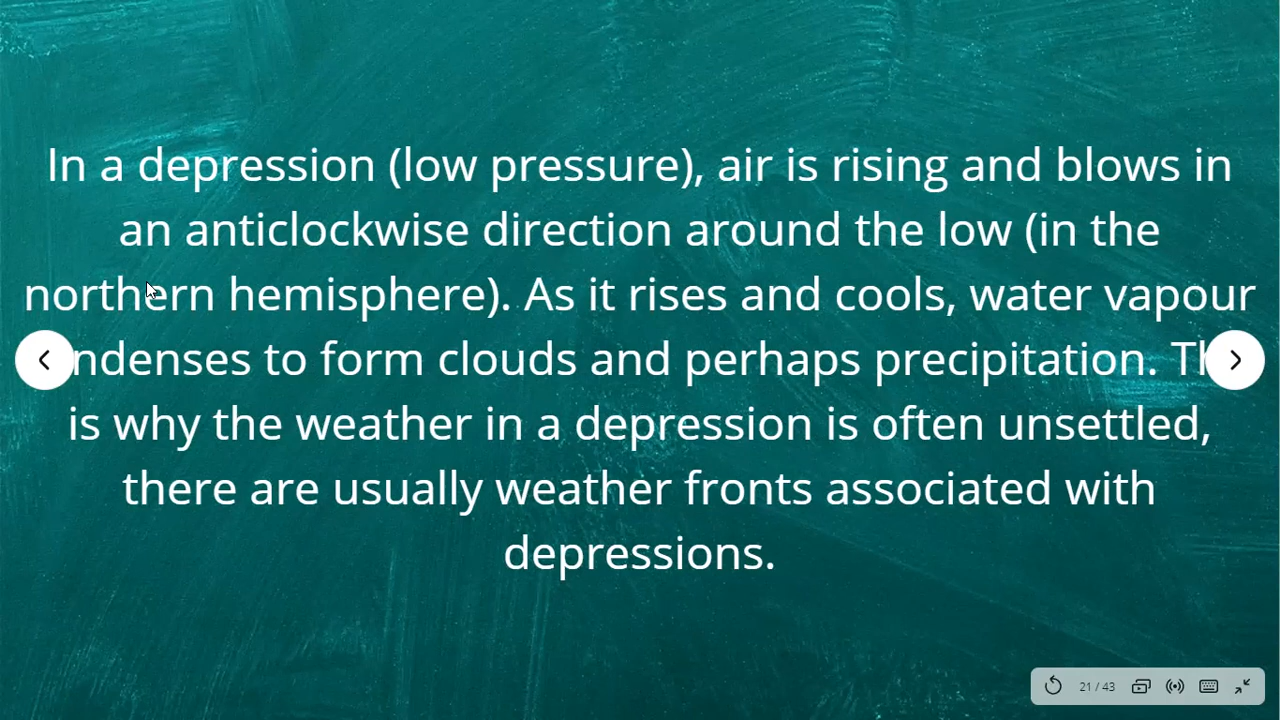 In a depression (low pressure), air is rising and blows in
an anticlockwise direction around the low (in the
northern hemisphere). As it rises and cools, water vapour
ndenses to form clouds and perhaps precipitation.
is why the weather in a depression is often unsettled,
there are usually weather fronts associated with
depressions.
21 / 43